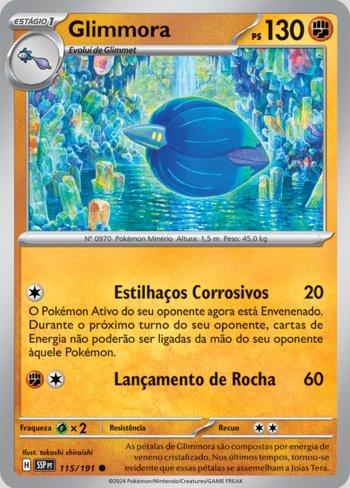 ESTÁGIO 1
Glimmora
PS 130
Evolui de Glimmet
Nº 0970 Pokémon Minério Altura: 1,5 m Peso: 45,0 kg
Estilhaços Corrosivos 20
O Pokémon Ativo do seu oponente agora está Envenenado.
Durante o próximo turno do seu oponente, cartas de
Energia não poderão ser ligadas da mão do seu oponente
àquele Pokémon.
Lançamento de Rocha 60
Fraqueza ×2 Resistência Recuo
Ilust. takashi shiraishi
H SSP PT 115/191
As pétalas de Glimmora são compostas por energia de
veneno cristalizado. Nos últimos tempos, tornou-se
evidente que essas pétalas se assemelham a Joias Tera.
©2024 Pokémon/Nintendo/Creatures/GAME FREAK